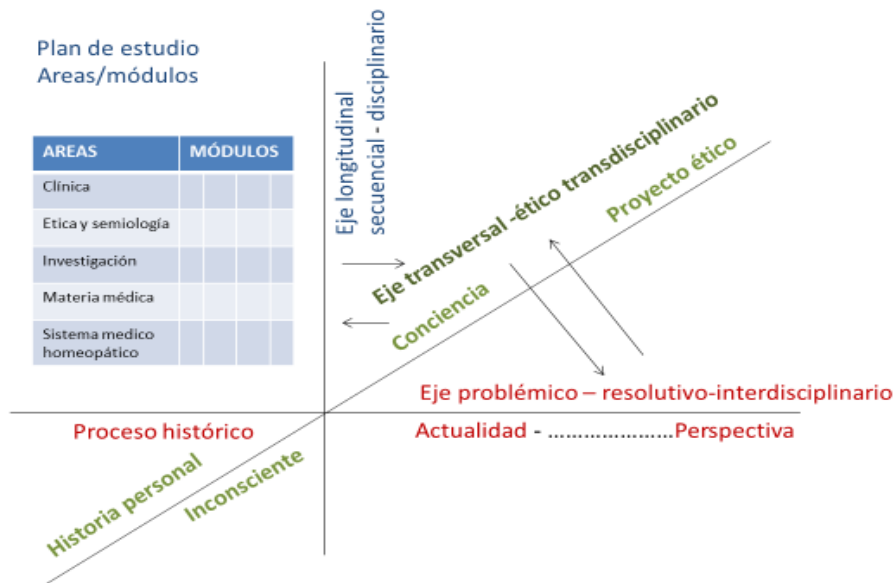 Plan de estudio
Areas/módulos
AREAS MÓDULOS
Clínica
Etica y semiología
Investigación
Materia médica
Sistema medico
homeopático
Eje longitudinal
secuencial - disciplinario
Eje transversal -ético transdisciplinario
Proyecto ético
Conciencia
Eje problémico – resolutivo-interdisciplinario
Proceso histórico
Actualidad - .......................Perspectiva
Historia personal
Inconsciente